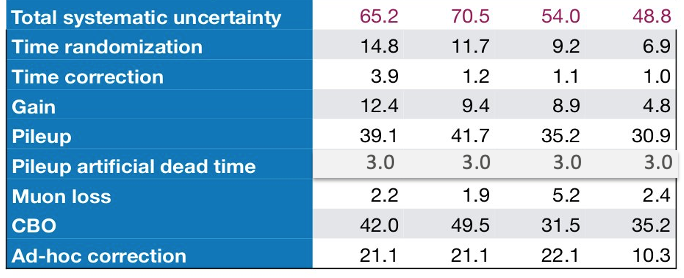 Total systematic uncertainty 65.2 70.5 54.0 48.8
Time randomization 14.8 11.7 9.2 6.9
Time correction 3.9 1.2 1.1 1.0
Gain 12.4 9.4 8.9 4.8
Pileup 39.1 41.7 35.2 30.9
Pileup artificial dead time 3.0 3.0 3.0 3.0
Muon loss 2.2 1.9 5.2 2.4
CBO 42.0 49.5 31.5 35.2
Ad-hoc correction 21.1 21.1 22.1 10.3